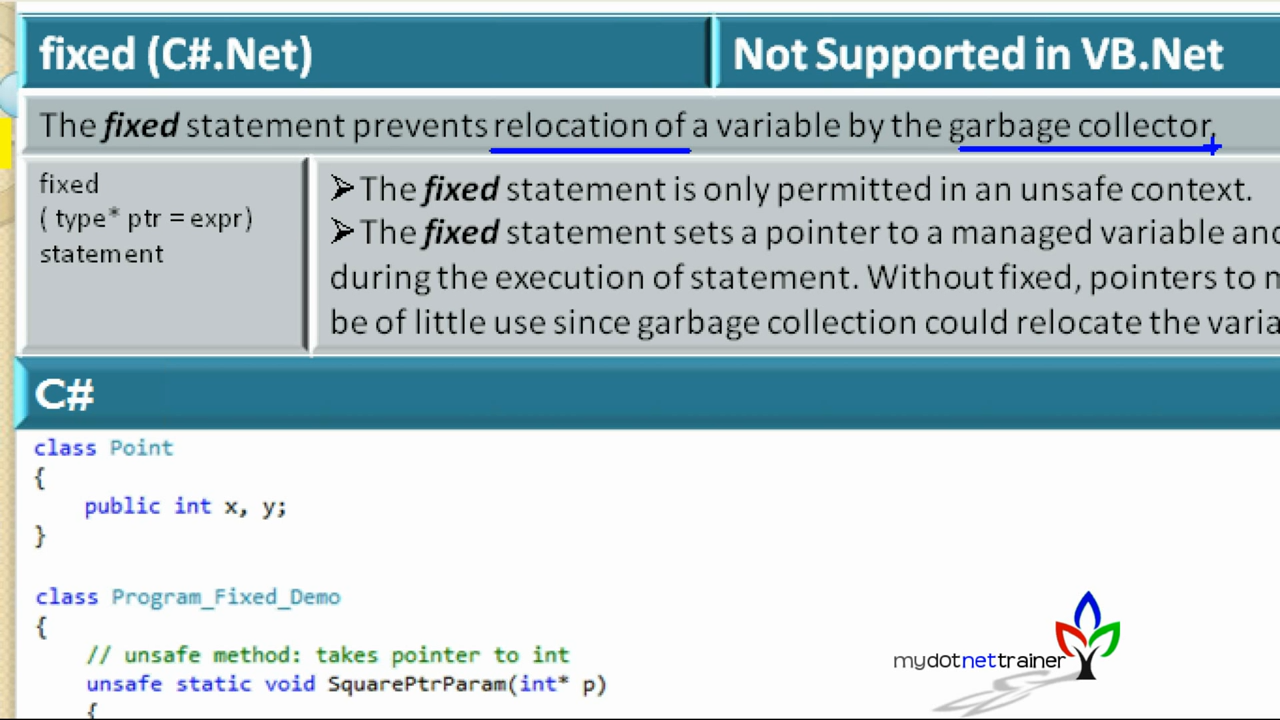 fixed (C#.Net)
Not Supported in VB.Net
The fixed statement prevents relocation of a variable by the garbage collector.
fixed
( type* ptr = expr)
statement
➢The fixed statement is only permitted in an unsafe context.
➢The fixed statement sets a pointer to a managed variable and
during the execution of statement. Without fixed, pointers to
be of little use since garbage collection could relocate the
C#
class Point
{
public int x, y;
}
class Program_Fixed_Demo
{
// unsafe method: takes pointer to int
unsafe static void SquarePtrParam(int* p)
{
mydotnettrainer